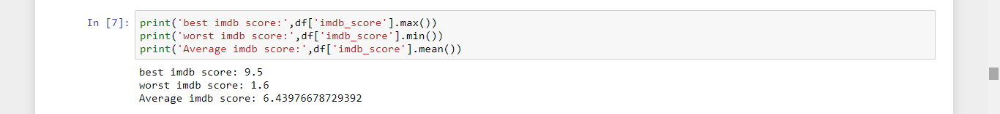 In [7]: print('best imdb score:',df['imdb_score'].max())
print('worst imdb score:',df['imdb_score'].min())
print('Average imdb score:',df['imdb_score'].mean())
best imdb score: 9.5
worst imdb score: 1.6
Average imdb score: 6.43976678729392